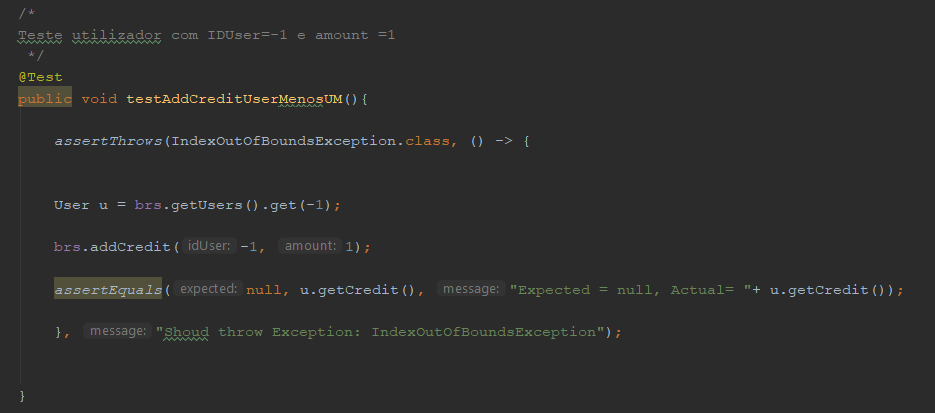 /*
Teste utilizador com IDUser=-1 e amount =1
*/
@Test
public void testAddCreditUserMenosUM(){
assertThrows(IndexOutOfBoundsException.class, () -> {
User u = brs.getUsers().get(-1);
brs.addCredit( idUser: -1, amount: 1);
assertEquals( expected: null, u.getCredit(), message: "Expected = null, Actual= "+ u.getCredit());
}, message: "Shoud throw Exception: IndexOutOfBoundsException");
}